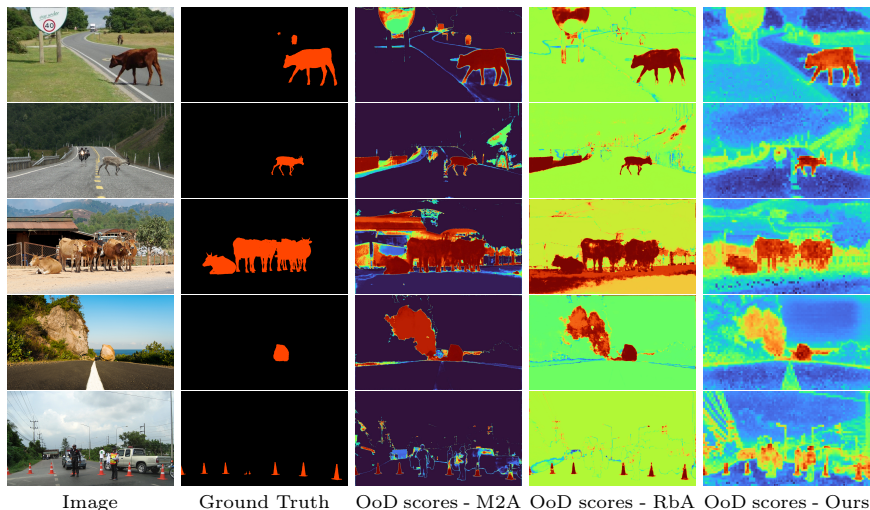 40
Image
Ground Truth
OoD scores - M2A
OoD scores - RbA
OoD scores - Ours